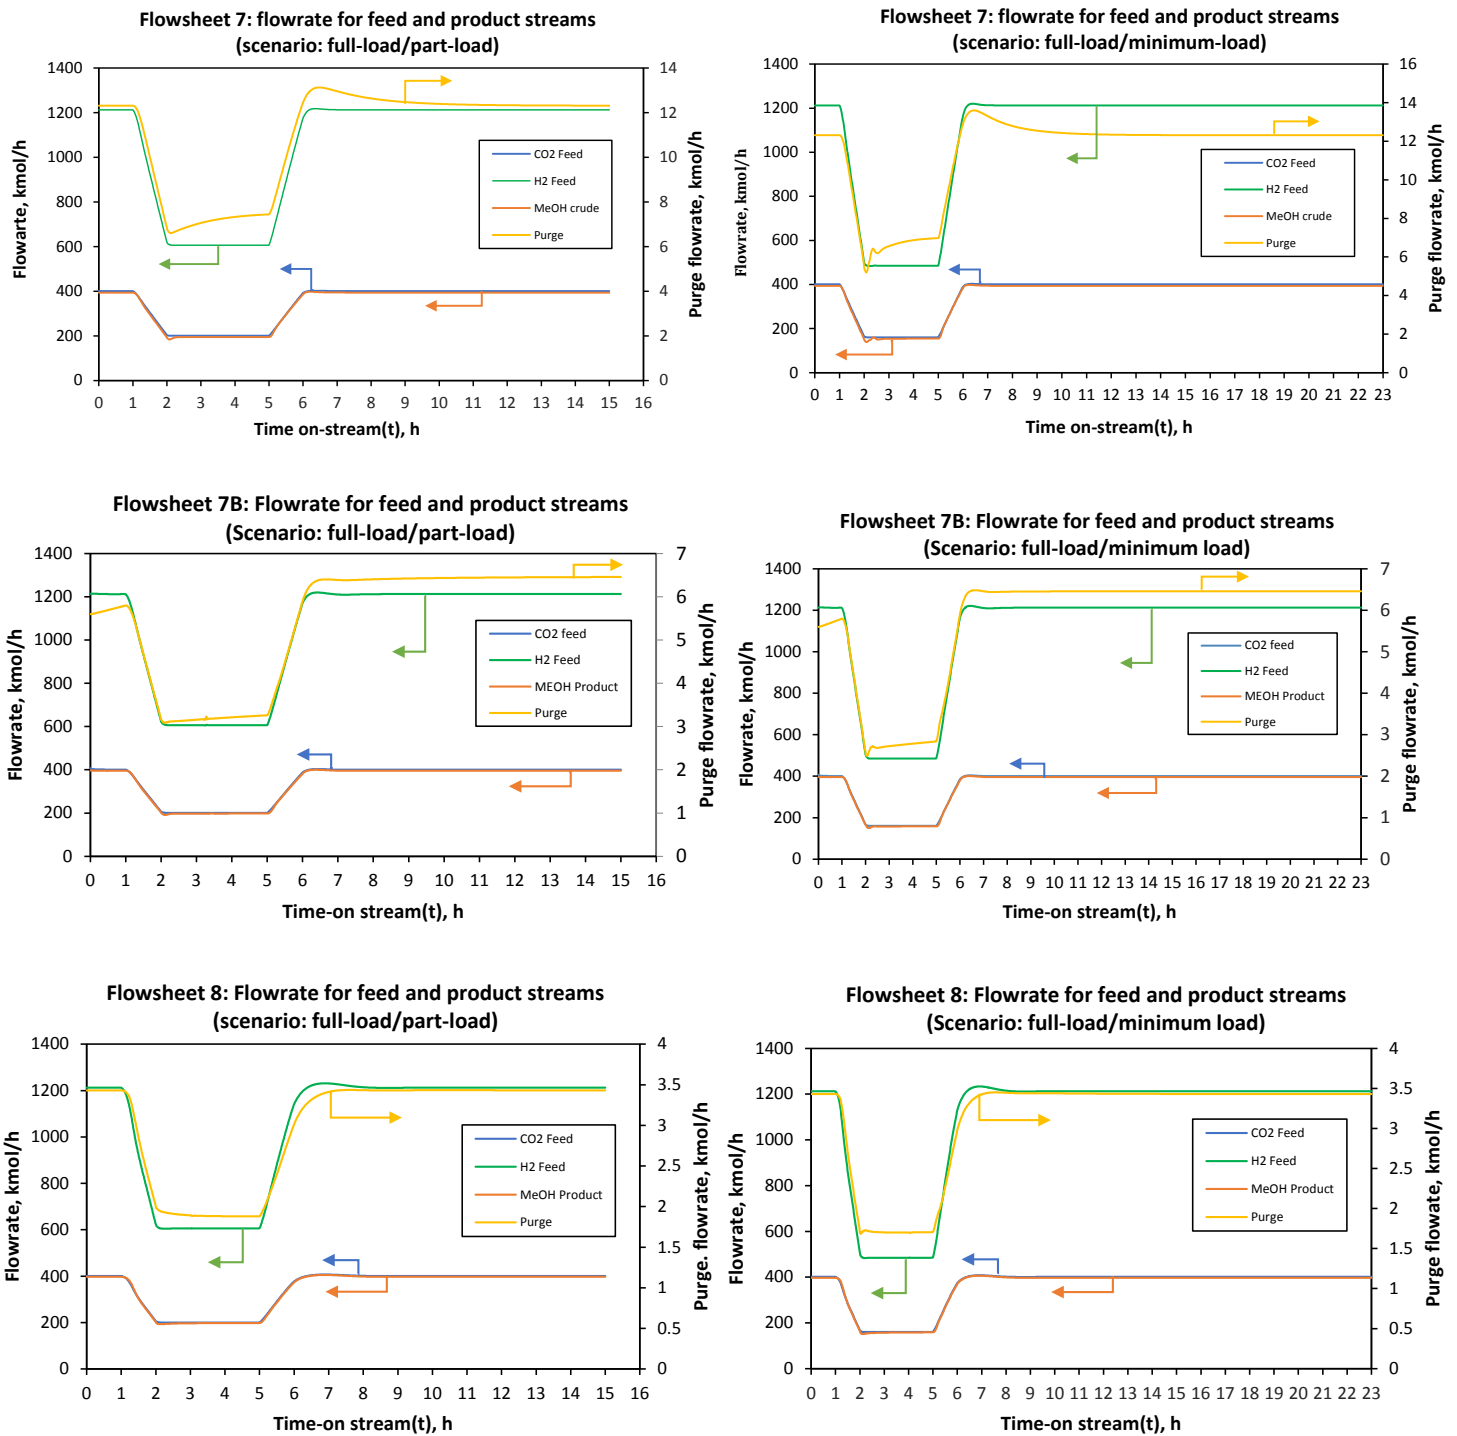 Flowsheet 7: flowrate for feed and product streams
(scenario: full-load/part-load)
1400
1200
1000
800
600
400
200
0
Flowarte, kmol/h
14
12
10
8
6
4
2
0
Purge flowrate, kmol/h
CO2 Feed
H2 Feed
MeOH crude
Purge
0 1 2 3 4 5 6 7 8 9 10 11 12 13 14 15 16
Time on-stream(t), h
Flowsheet 7: flowrate for feed and product streams
(scenario: full-load/minimum-load)
1400
1200
1000
800
600
400
200
0
Flowrate, kmol/h
16
14
12
10
8
6
4
2
0
Purge flowrate, kmol/h
CO2 Feed
H2 Feed
MeOH crude
Purge
0 1 2 3 4 5 6 7 8 9 10 11 12 13 14 15 16 17 18 19 20 21 22 23
Time on-stream(t), h
Flowsheet 7B: Flowrate for feed and product streams
(Scenario: full-load/part-load)
1400
1200
1000
800
600
400
200
0
Flowrate, kmol/h
7
6
5
4
3
2
1
0
Purge flowrate, kmol/h
CO2 feed
H2 Feed
MEOH Product
Purge
0 1 2 3 4 5 6 7 8 9 10 11 12 13 14 15 16
Time-on stream(t), h
Flowsheet 7B: Flowrate for feed and product streams
(Scenario: full-load/minimum load)
1400
1200
1000
800
600
400
200
0
Flowrate, kmol/h
7
6
5
4
3
2
1
0
Purge flowrate, kmol/h
CO2 feed
H2 Feed
MEOH Product
Purge
0 1 2 3 4 5 6 7 8 9 10 11 12 13 14 15 16 17 18 19 20 21 22 23
Time-on stream(t), h
Flowsheet 8: Flowrate for feed and product streams
(scenario: full-load/part-load)
1400
1200
1000
800
600
400
200
0
Flowrate, kmol/h
4
3.5
3
2.5
2
1.5
1
0.5
0
Purge. flowrate, kmol/h
CO2 Feed
H2 Feed
MeOH Product
Purge
0 1 2 3 4 5 6 7 8 9 10 11 12 13 14 15 16
Time-on stream(t), h
Flowsheet 8: Flowrate for feed and product streams
(Scenario: full-load/minimum load)
1400
1200
1000
800
600
400
200
0
Flowrate, kmol/h
4
3.5
3
2.5
2
1.5
1
0.5
0
Purge flowate, kmol/h
CO2 Feed
H2 Feed
MeOH Product
Purge
0 1 2 3 4 5 6 7 8 9 10 11 12 13 14 15 16 17 18 19 20 21 22 23
Time-on stream(t), h